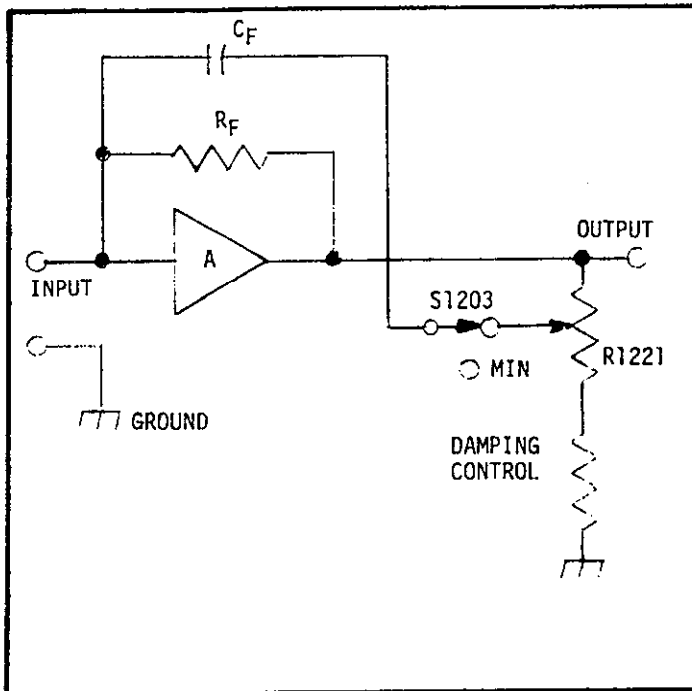 C_F
R_F
A
OUTPUT
INPUT
S1203
MIN
R1221
GROUND
DAMPING
CONTROL